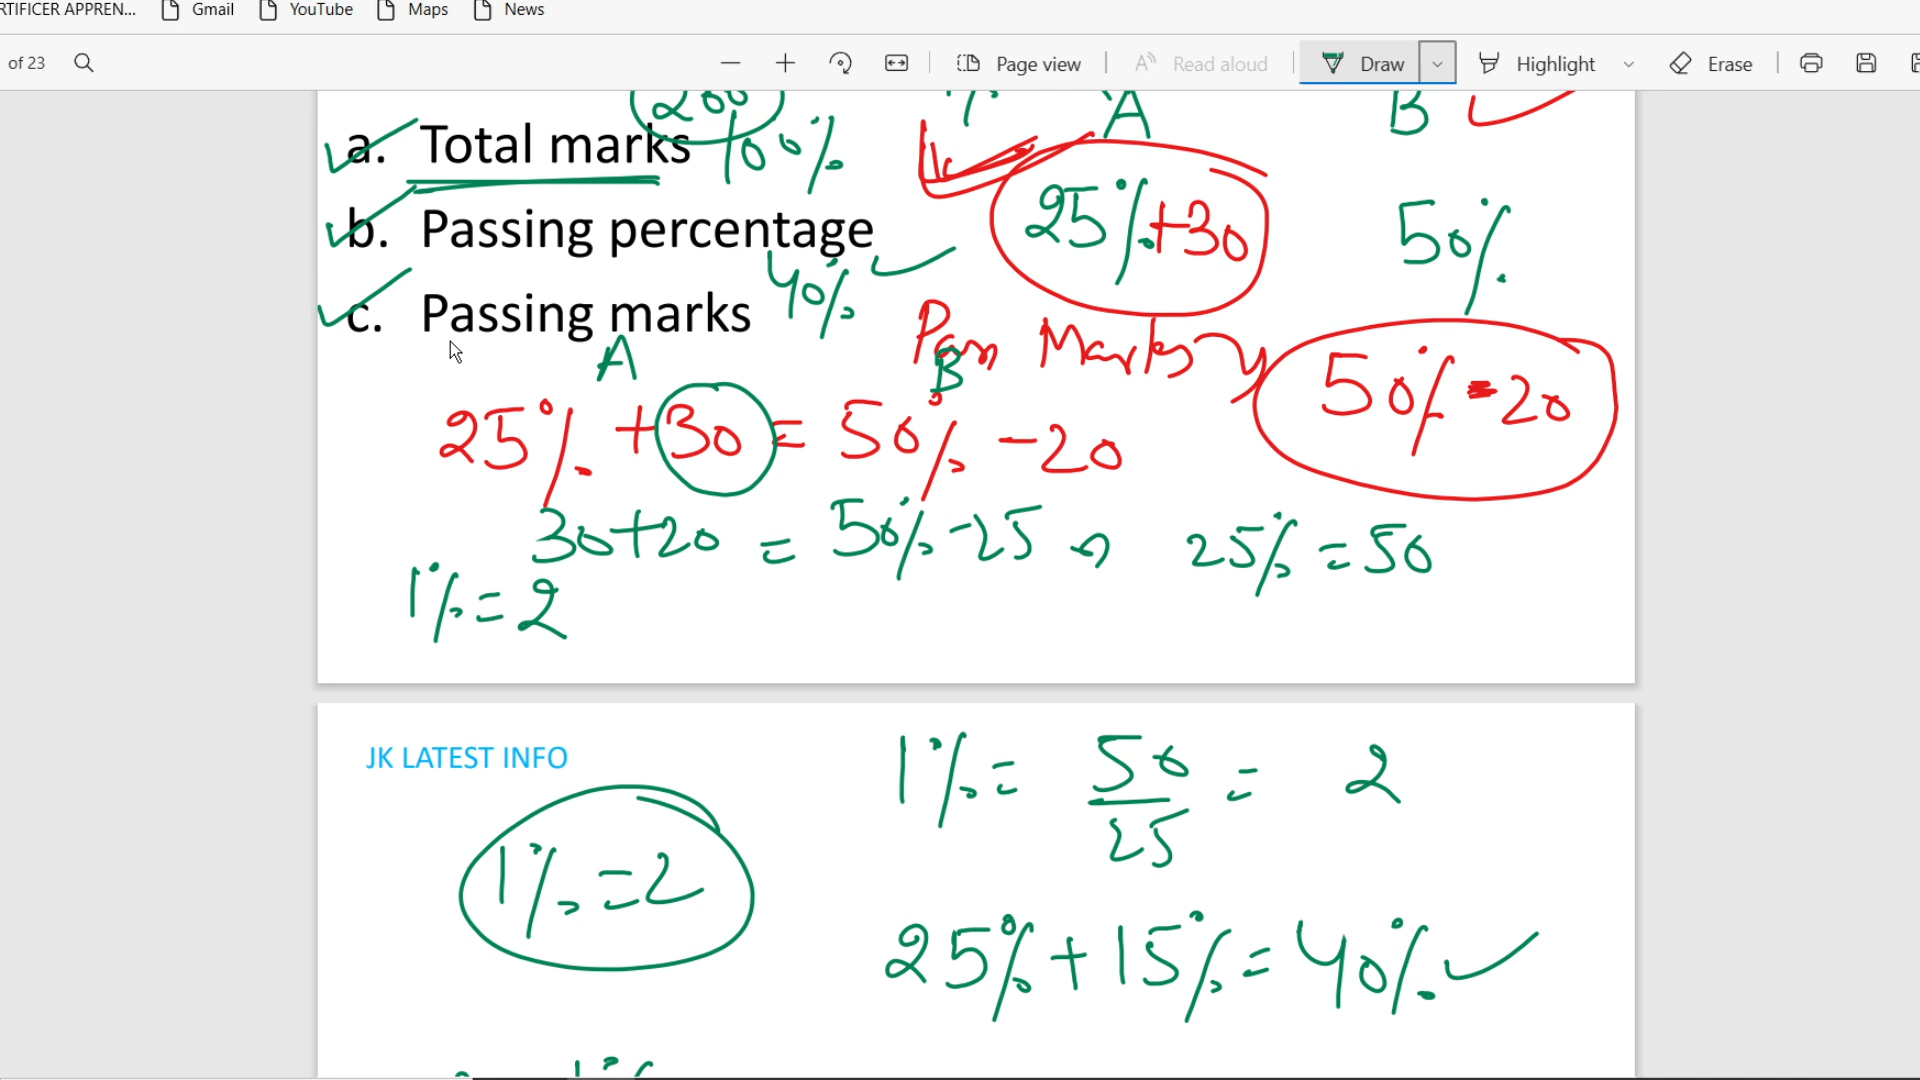 RTIFICER APPREN... Gmail YouTube Maps News
of 23 Page view Read aloud Draw Highlight Erase
200 A B
a. Total marks 100%
25%+30 50%
b. Passing percentage
40%
c. Passing marks
Pass Marks 50%-20
A B
25% +30 = 50% -20
30+20 = 50%-25 25% = 50
1%=2
JK LATEST INFO
1%= 50/25 = 2
1%=2
25%+15%=40%